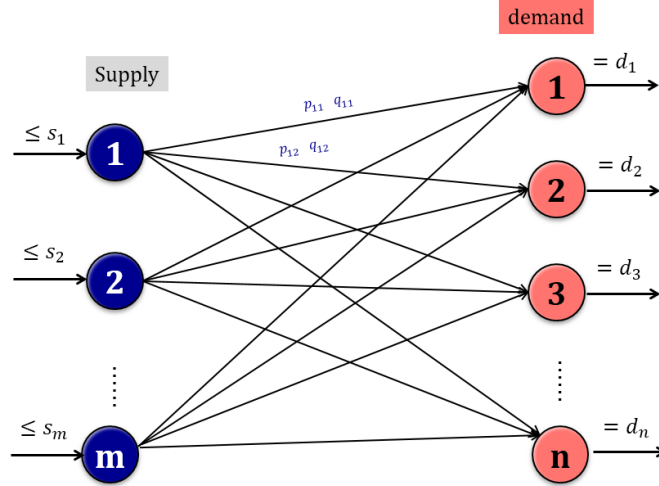 demand
Supply
= d₁
1
p₁₁ q₁₁
≤ s₁
1
p₁₂ q₁₂
= d₂
2
≤ s₂
2
= d₃
3
≤ sₘ
m
= dₙ
n